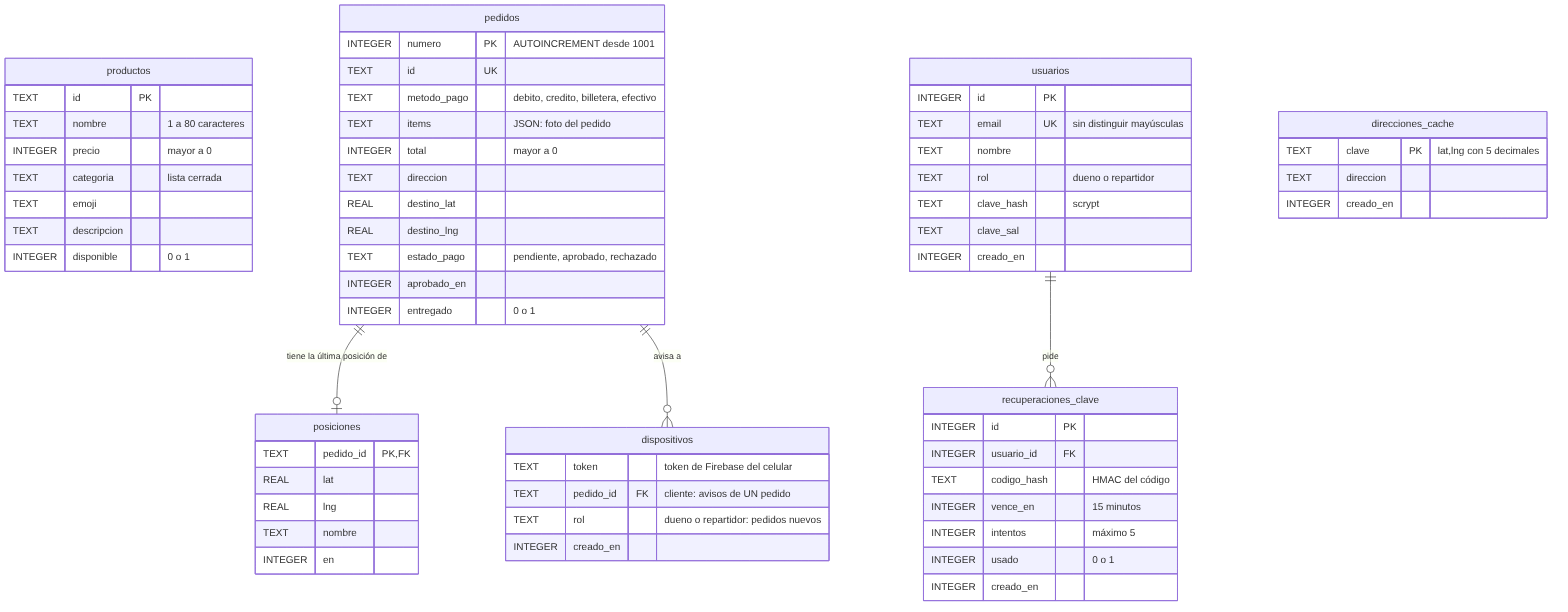 productos
TEXT id PK
TEXT nombre 1 a 80 caracteres
INTEGER precio mayor a 0
TEXT categoria lista cerrada
TEXT emoji
TEXT descripcion
INTEGER disponible 0 o 1
pedidos
INTEGER numero PK AUTOINCREMENT desde 1001
TEXT id UK
TEXT metodo_pago debito, credito, billetera, efectivo
TEXT items JSON: foto del pedido
INTEGER total mayor a 0
TEXT direccion
REAL destino_lat
REAL destino_lng
TEXT estado_pago pendiente, aprobado, rechazado
INTEGER aprobado_en
INTEGER entregado 0 o 1
usuarios
INTEGER id PK
TEXT email UK sin distinguir mayúsculas
TEXT nombre
TEXT rol dueno o repartidor
TEXT clave_hash scrypt
TEXT clave_sal
INTEGER creado_en
direcciones_cache
TEXT clave PK lat,lng con 5 decimales
TEXT direccion
INTEGER creado_en
tiene la última posición de
avisa a
pide
posiciones
TEXT pedido_id PK,FK
REAL lat
REAL lng
TEXT nombre
INTEGER en
dispositivos
TEXT token token de Firebase del celular
TEXT pedido_id FK cliente: avisos de UN pedido
TEXT rol dueno o repartidor: pedidos nuevos
INTEGER creado_en
recuperaciones_clave
INTEGER id PK
INTEGER usuario_id FK
TEXT codigo_hash HMAC del código
INTEGER vence_en 15 minutos
INTEGER intentos máximo 5
INTEGER usado 0 o 1
INTEGER creado_en